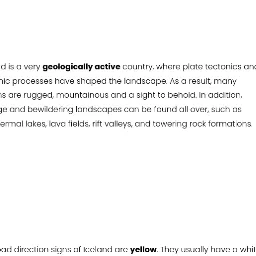 d is a very geologically active country, where plate tectonics and
nic processes have shaped the landscape. As a result, many
s are rugged, mountainous and a sight to behold. In addition,
ge and bewildering landscapes can be found all over, such as
ermal lakes, lava fields, rift valleys, and towering rock formations.
oad direction signs of Iceland are yellow. They usually have a whit